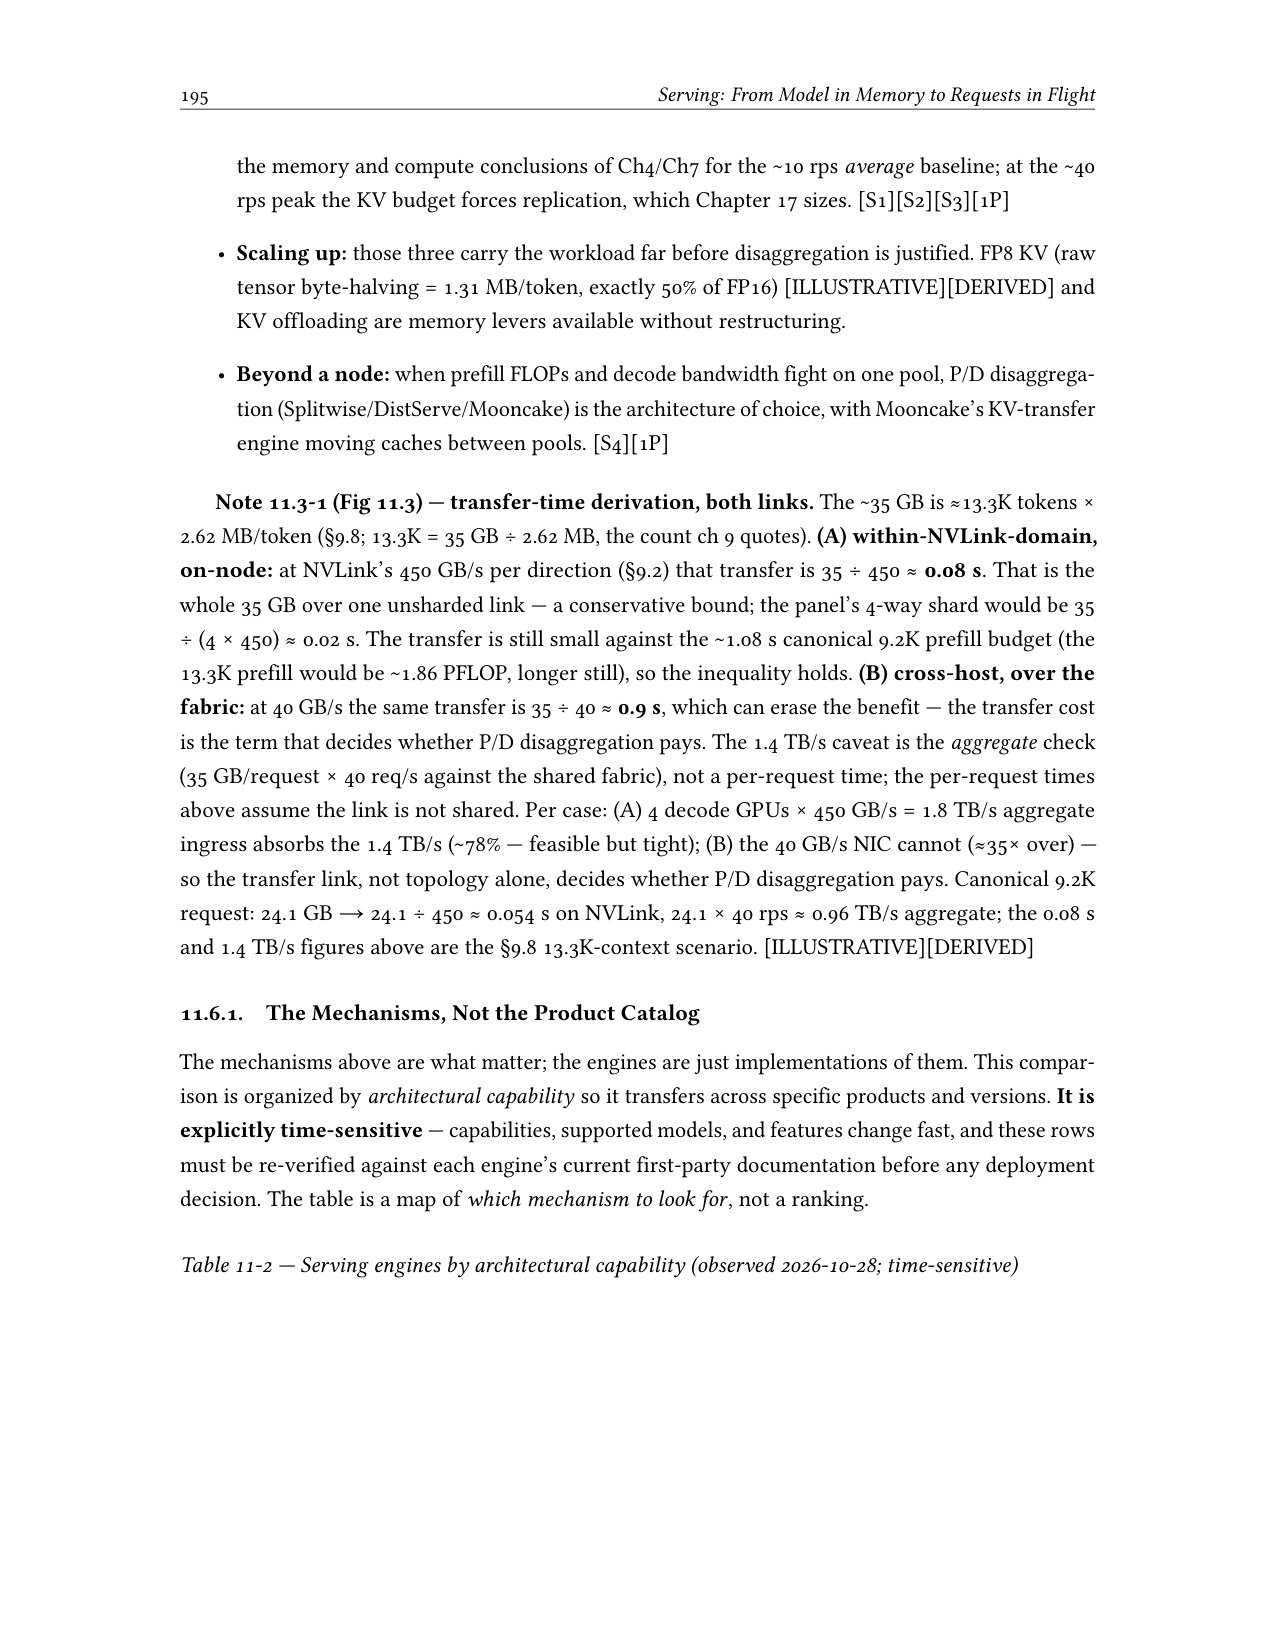 195 Serving: From Model in Memory to Requests in Flight
the memory and compute conclusions of Ch4/Ch7 for the ~10 rps average baseline; at the ~40
rps peak the KV budget forces replication, which Chapter 17 sizes. [S1][S2][S3][1P]
• Scaling up: those three carry the workload far before disaggregation is justified. FP8 KV (raw
tensor byte-halving = 1.31 MB/token, exactly 50% of FP16) [ILLUSTRATIVE][DERIVED] and
KV offloading are memory levers available without restructuring.
• Beyond a node: when prefill FLOPs and decode bandwidth fight on one pool, P/D disaggrega-
tion (Splitwise/DistServe/Mooncake) is the architecture of choice, with Mooncake’s KV-transfer
engine moving caches between pools. [S4][1P]
Note 11.3-1 (Fig 11.3) — transfer-time derivation, both links. The ~35 GB is ≈13.3K tokens ×
2.62 MB/token (§9.8; 13.3K = 35 GB ÷ 2.62 MB, the count ch 9 quotes). (A) within-NVLink-domain,
on-node: at NVLink’s 450 GB/s per direction (§9.2) that transfer is 35 ÷ 450 ≈ 0.08 s. That is the
whole 35 GB over one unsharded link — a conservative bound; the panel’s 4-way shard would be 35
÷ (4 × 450) ≈ 0.02 s. The transfer is still small against the ~1.08 s canonical 9.2K prefill budget (the
13.3K prefill would be ~1.86 PFLOP, longer still), so the inequality holds. (B) cross-host, over the
fabric: at 40 GB/s the same transfer is 35 ÷ 40 ≈ 0.9 s, which can erase the benefit — the transfer cost
is the term that decides whether P/D disaggregation pays. The 1.4 TB/s caveat is the aggregate check
(35 GB/request × 40 req/s against the shared fabric), not a per-request time; the per-request times
above assume the link is not shared. Per case: (A) 4 decode GPUs × 450 GB/s = 1.8 TB/s aggregate
ingress absorbs the 1.4 TB/s (~78% — feasible but tight); (B) the 40 GB/s NIC cannot (≈35× over) —
so the transfer link, not topology alone, decides whether P/D disaggregation pays. Canonical 9.2K
request: 24.1 GB → 24.1 ÷ 450 ≈ 0.054 s on NVLink, 24.1 × 40 rps ≈ 0.96 TB/s aggregate; the 0.08 s
and 1.4 TB/s figures above are the §9.8 13.3K-context scenario. [ILLUSTRATIVE][DERIVED]
11.6.1. The Mechanisms, Not the Product Catalog
The mechanisms above are what matter; the engines are just implementations of them. This compar-
ison is organized by architectural capability so it transfers across specific products and versions. It is
explicitly time-sensitive — capabilities, supported models, and features change fast, and these rows
must be re-verified against each engine’s current first-party documentation before any deployment
decision. The table is a map of which mechanism to look for, not a ranking.
Table 11-2 — Serving engines by architectural capability (observed 2026-10-28; time-sensitive)